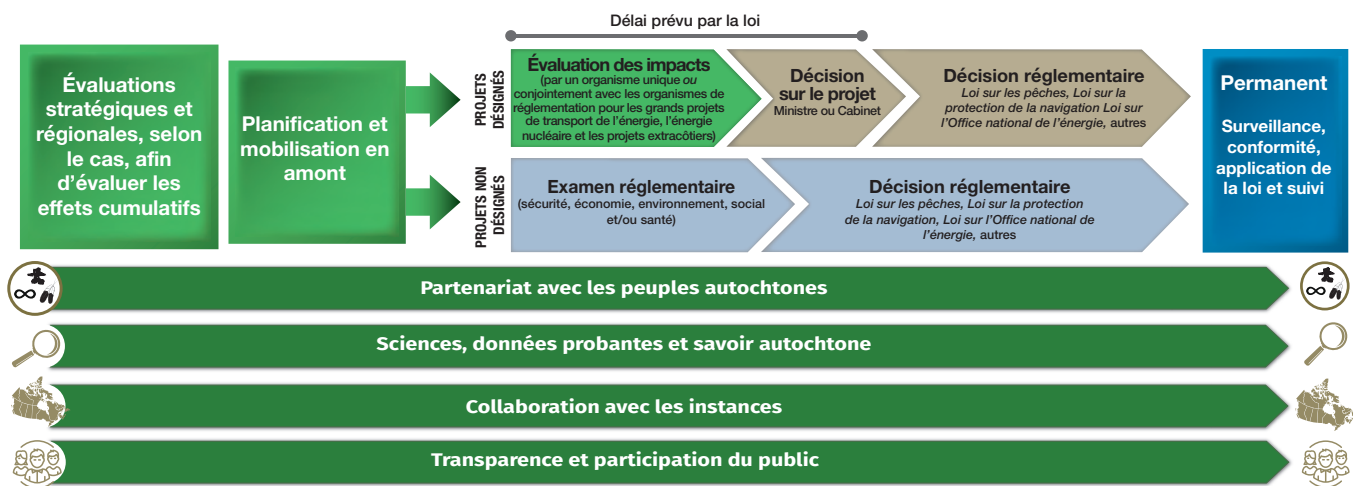 Délai prévu par la loi
Évaluations
stratégiques et
régionales, selon
le cas, afin
d’évaluer les
effets cumulatifs
Planification et
mobilisation en
amont
PROJETS
DÉSIGNÉS
Évaluation des impacts
(par un organisme unique ou
conjointement avec les organismes de
réglementation pour les grands projets
de transport de l’énergie, l’énergie
nucléaire et les projets extracôtiers)
Décision
sur le projet
Ministre ou Cabinet
Décision réglementaire
Loi sur les pêches, Loi sur la
protection de la navigation Loi sur
l’Office national de l’énergie, autres
PROJETS NON
DÉSIGNÉS
Examen réglementaire
(sécurité, économie, environnement, social
et/ou santé)
Décision réglementaire
Loi sur les pêches, Loi sur la protection
de la navigation, Loi sur l’Office national de
l’énergie, autres
Permanent
Surveillance,
conformité,
application de
la loi et suivi
Partenariat avec les peuples autochtones
Sciences, données probantes et savoir autochtone
Collaboration avec les instances
Transparence et participation du public